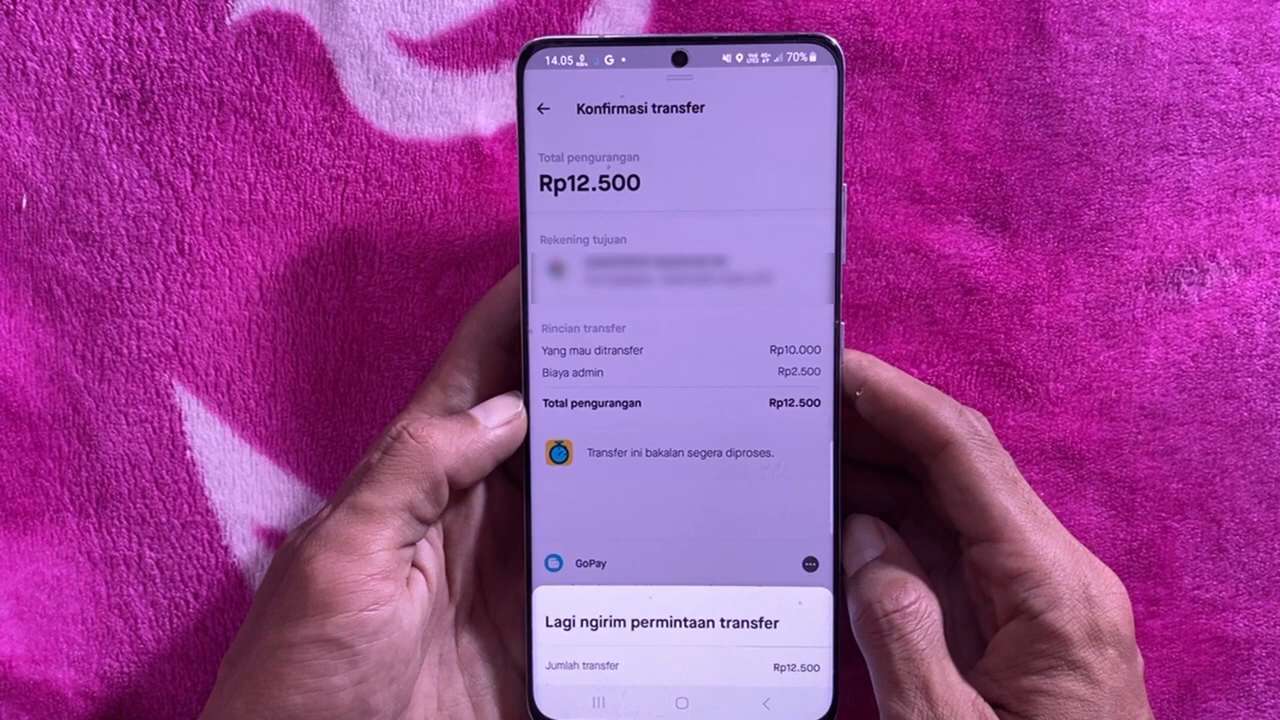 14.05 G 70%
Konfirmasi transfer
Total pengurangan
Rp12.500
Rekening tujuan
Rincian transfer
Yang mau ditransfer Rp10.000
Biaya admin Rp2.500
Total pengurangan Rp12.500
Transfer ini bakalan segera diproses.
GoPay
Lagi ngirim permintaan transfer
Jumlah transfer Rp12.500